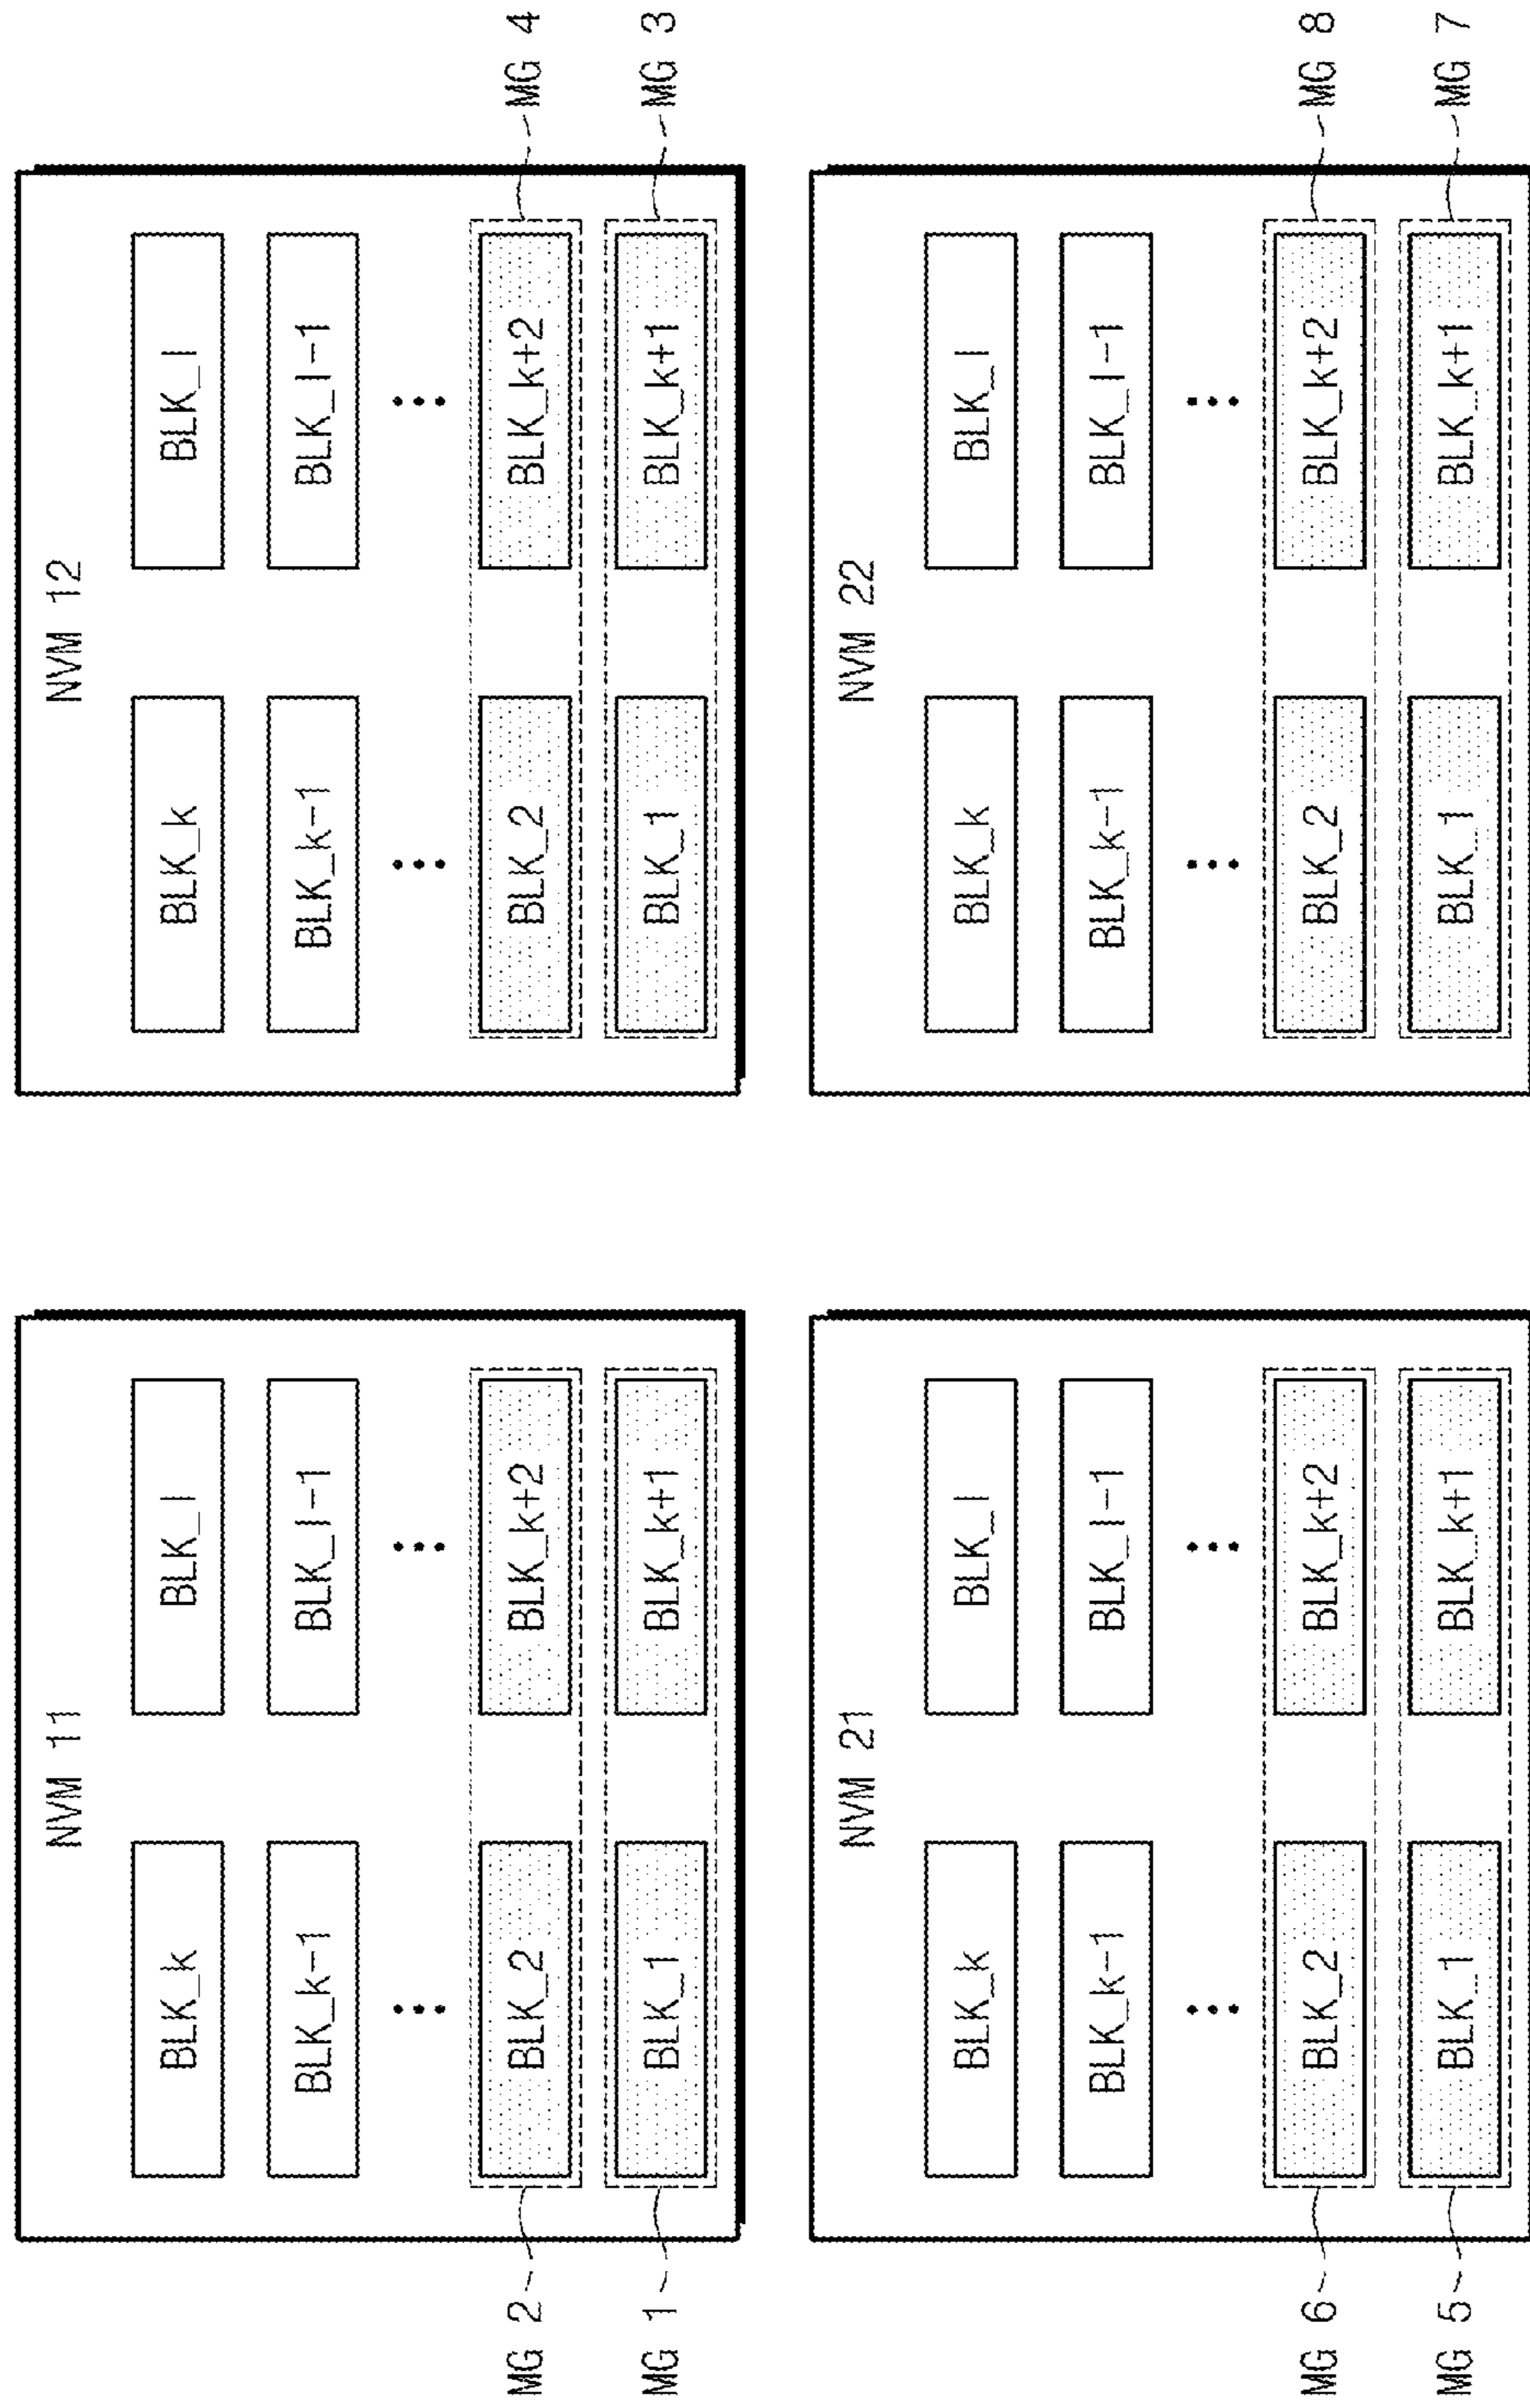 NVM 11
BLK_k
BLK_l
BLK_k-1
BLK_l-1
MG 2
BLK_2
BLK_k+2
MG 1
BLK_1
BLK_k+1
NVM 12
BLK_k
BLK_l
BLK_k-1
BLK_l-1
BLK_2
BLK_k+2
MG 4
BLK_1
BLK_k+1
MG 3
NVM 21
BLK_k
BLK_l
BLK_k-1
BLK_l-1
MG 6
BLK_2
BLK_k+2
MG 5
BLK_1
BLK_k+1
NVM 22
BLK_k
BLK_l
BLK_k-1
BLK_l-1
BLK_2
BLK_k+2
MG 8
BLK_1
BLK_k+1
MG 7